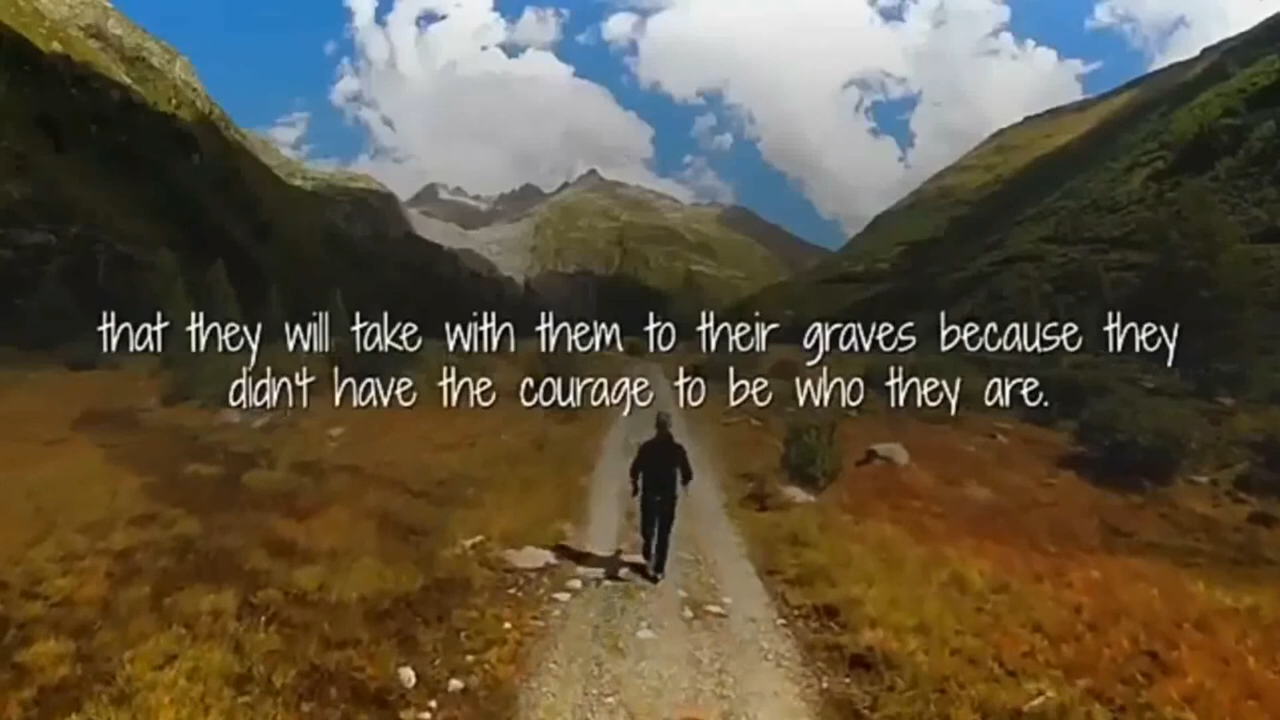 that they will take with them to their graves because they
didn't have the courage to be who they are.